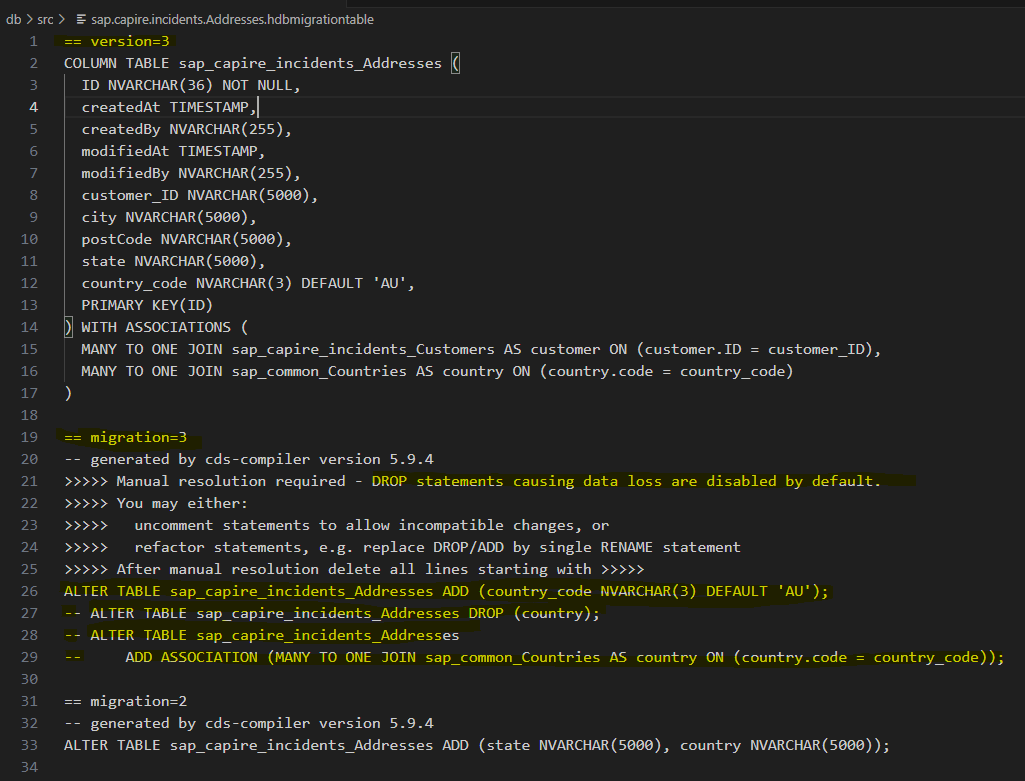 db > src > sap.capire.incidents.Addresses.hdbmigrationtable
1 == version=3
2 COLUMN TABLE sap_capire_incidents_Addresses (
3 ID NVARCHAR(36) NOT NULL,
4 createdAt TIMESTAMP,
5 createdBy NVARCHAR(255),
6 modifiedAt TIMESTAMP,
7 modifiedBy NVARCHAR(255),
8 customer_ID NVARCHAR(5000),
9 city NVARCHAR(5000),
10 postCode NVARCHAR(5000),
11 state NVARCHAR(5000),
12 country_code NVARCHAR(3) DEFAULT 'AU',
13 PRIMARY KEY(ID)
14 ) WITH ASSOCIATIONS (
15 MANY TO ONE JOIN sap_capire_incidents_Customers AS customer ON (customer.ID = customer_ID),
16 MANY TO ONE JOIN sap_common_Countries AS country ON (country.code = country_code)
17 )
18
19 == migration=3
20 -- generated by cds-compiler version 5.9.4
21 >>>>> Manual resolution required - DROP statements causing data loss are disabled by default.
22 >>>>> You may either:
23 >>>>>   uncomment statements to allow incompatible changes, or
24 >>>>>   refactor statements, e.g. replace DROP/ADD by single RENAME statement
25 >>>>> After manual resolution delete all lines starting with >>>>>
26 ALTER TABLE sap_capire_incidents_Addresses ADD (country_code NVARCHAR(3) DEFAULT 'AU');
27 -- ALTER TABLE sap_capire_incidents_Addresses DROP (country);
28 -- ALTER TABLE sap_capire_incidents_Addresses
29 --     ADD ASSOCIATION (MANY TO ONE JOIN sap_common_Countries AS country ON (country.code = country_code));
30
31 == migration=2
32 -- generated by cds-compiler version 5.9.4
33 ALTER TABLE sap_capire_incidents_Addresses ADD (state NVARCHAR(5000), country NVARCHAR(5000));
34